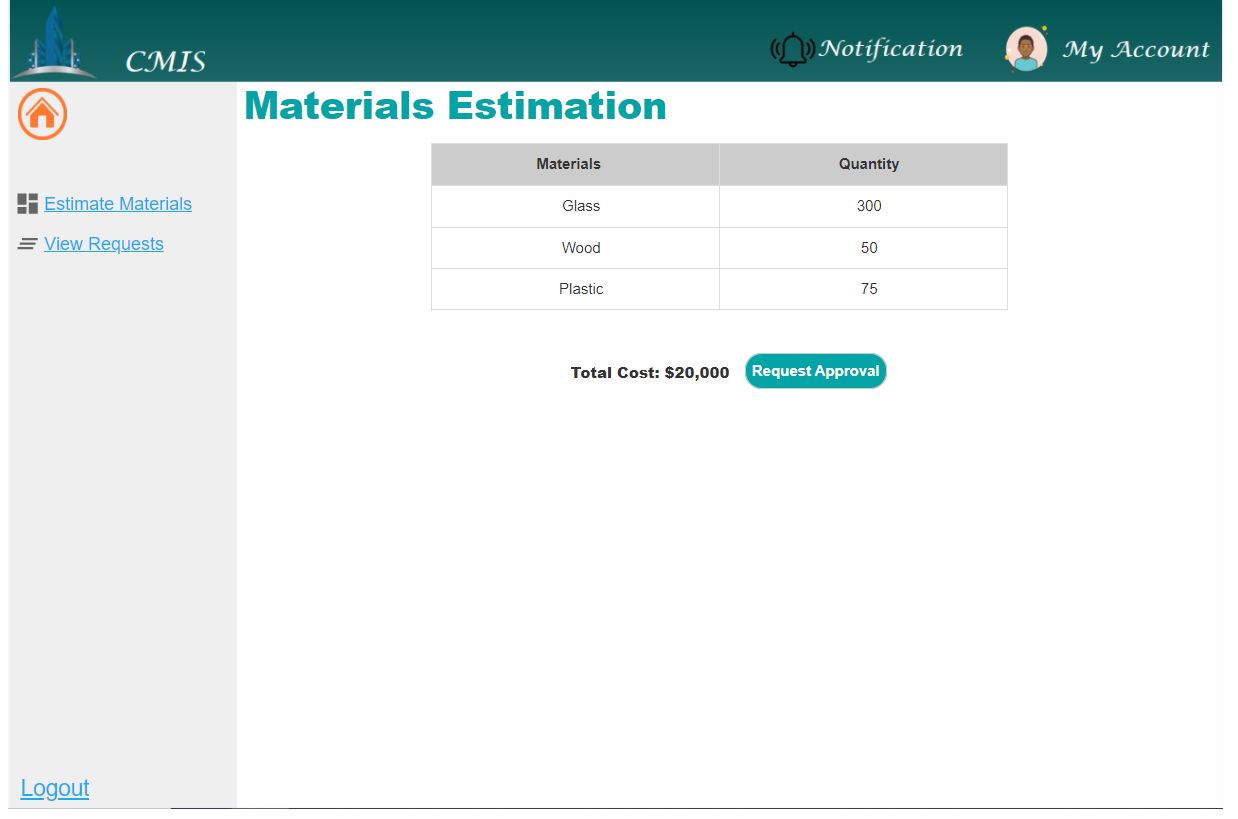 CMIS
Notification
My Account
Materials Estimation
Estimate Materials
View Requests
Materials Quantity
Glass 300
Wood 50
Plastic 75
Total Cost: $20,000 Request Approval
Logout